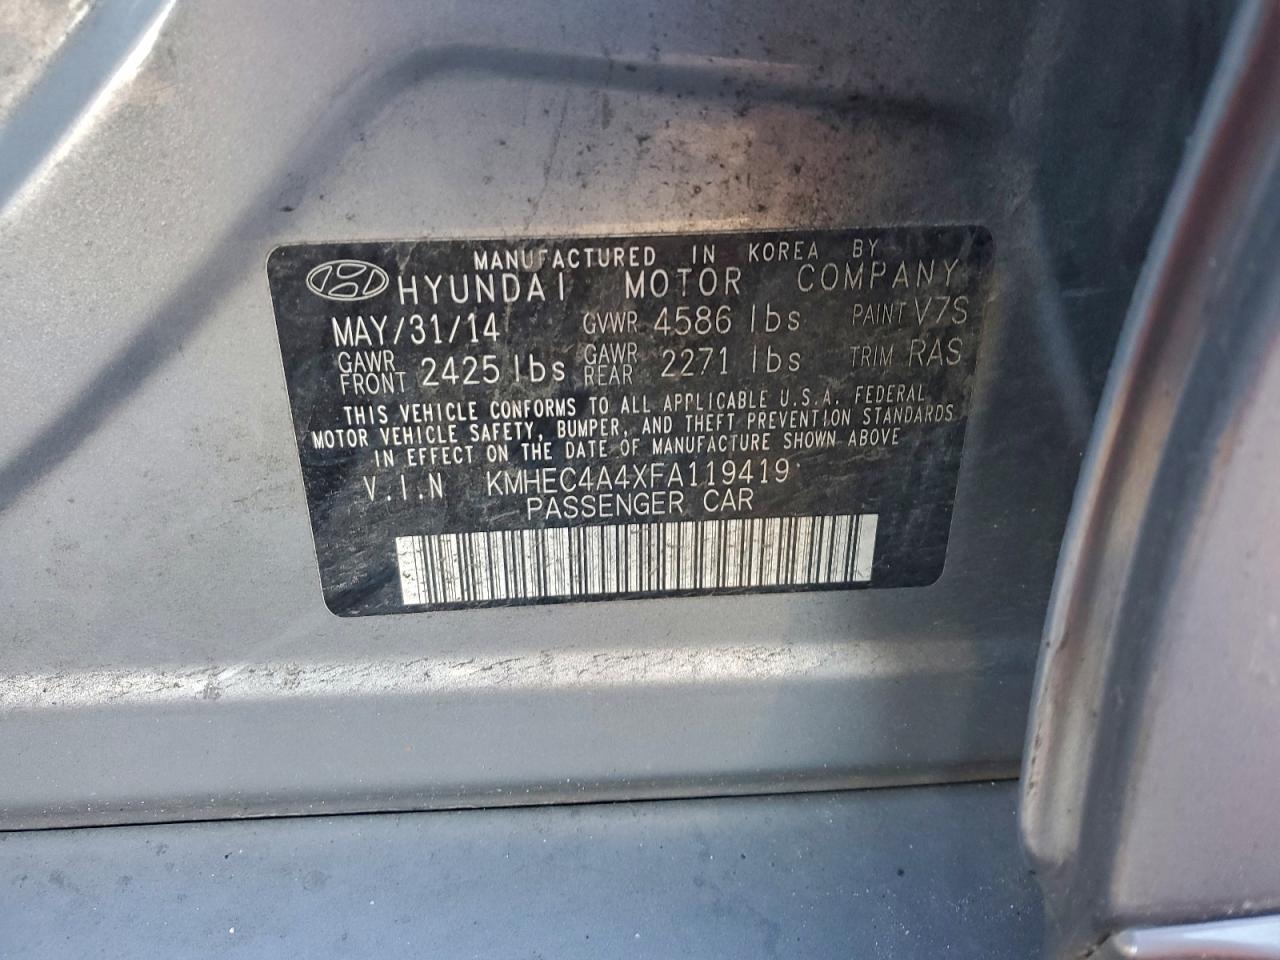 MANUFACTURED IN KOREA BY
HYUNDAI MOTOR COMPANY
MAY/31/14 GVWR 4586 lbs PAINT V7S
GAWR FRONT 2425 lbs GAWR REAR 2271 lbs TRIM RAS
THIS VEHICLE CONFORMS TO ALL APPLICABLE U.S.A. FEDERAL
MOTOR VEHICLE SAFETY, BUMPER, AND THEFT PREVENTION STANDARDS
IN EFFECT ON THE DATE OF MANUFACTURE SHOWN ABOVE
V.I.N KMHEC4A4XFA119419
PASSENGER CAR